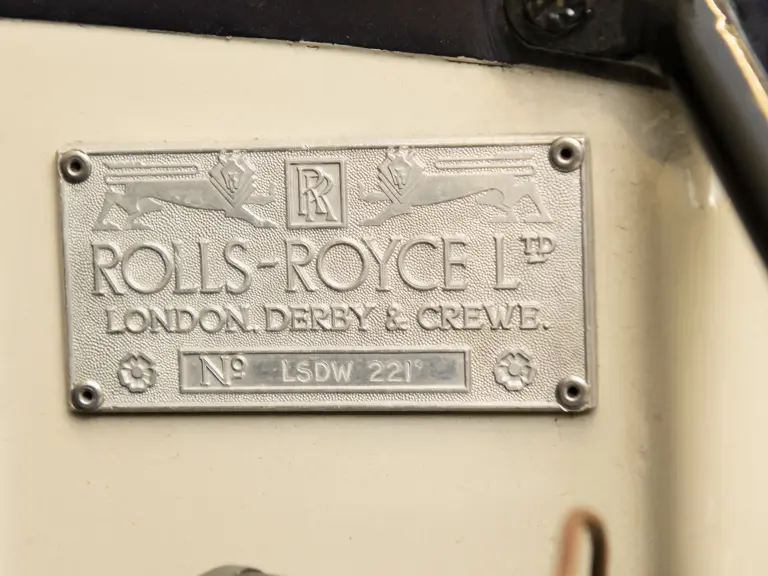 RR
ROLLS-ROYCE LTD
LONDON. DERBY & CREWE.
Nº LSDW 221